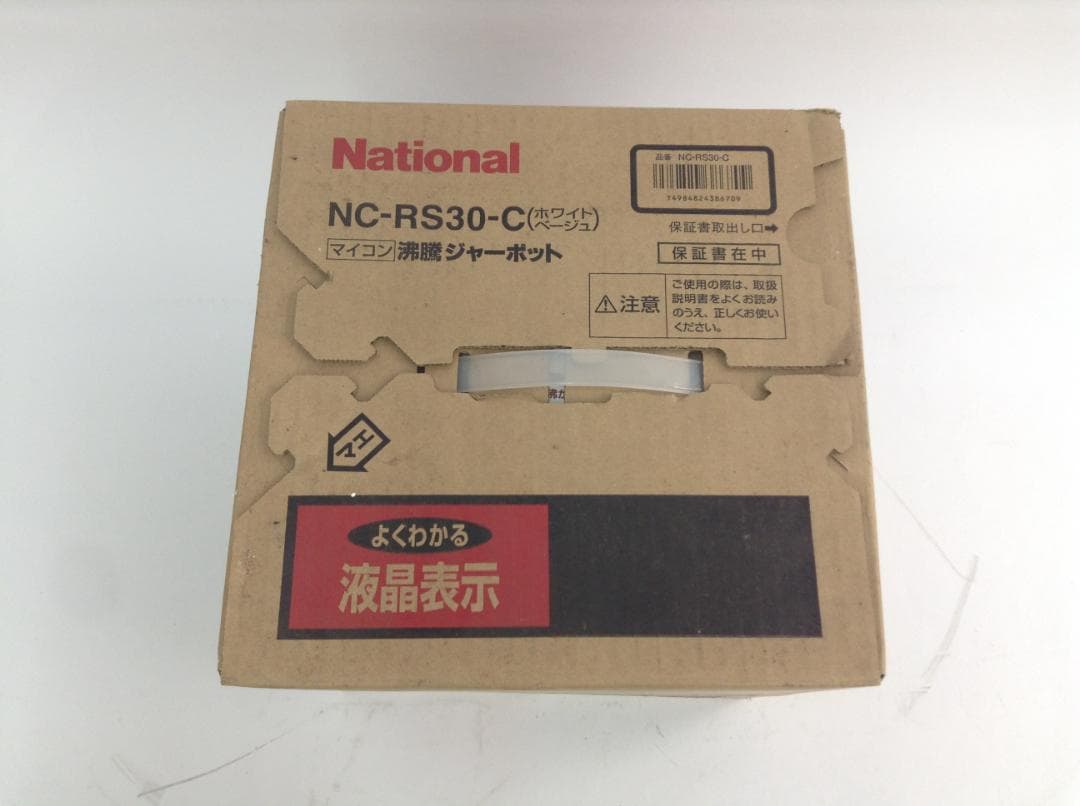 National
品番 NC-RS30-C
NC-RS30-C(ホワイト
ベージュ)
マイコン 沸騰ジャーポット
保証書取出し口➡
保証書在中
注意
ご使用の際は、取扱
説明書をよくお読み
のうえ、正しくお使い
ください。
よくわかる
液晶表示